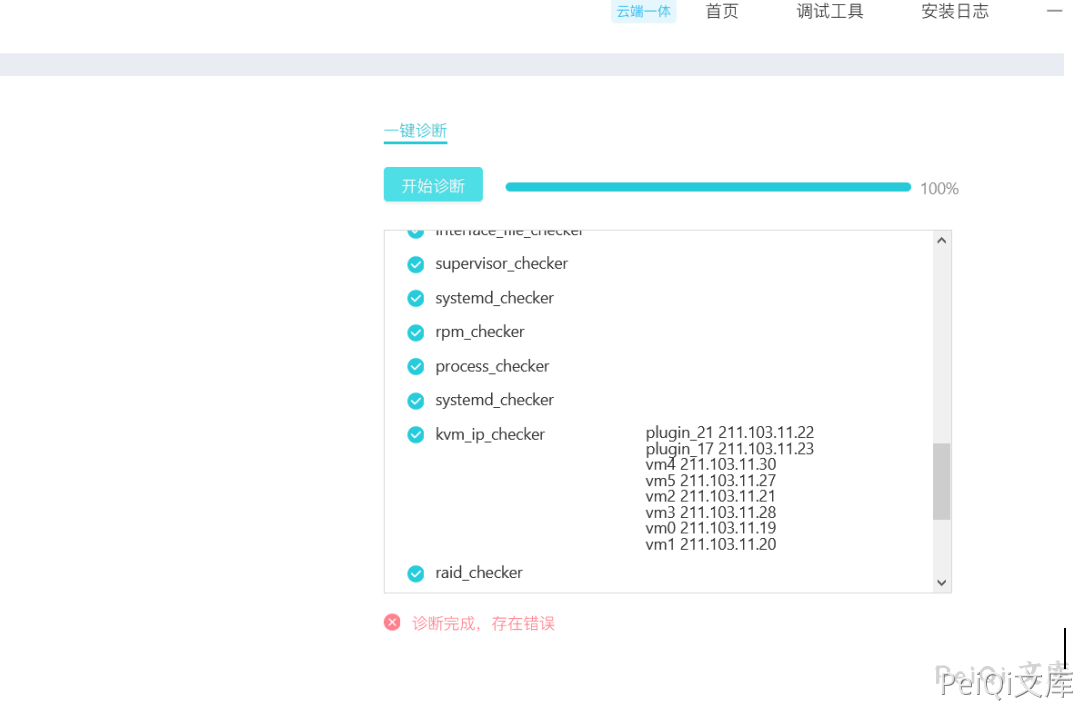 云端一体 首页 调试工具 安装日志
一键诊断
开始诊断 100%
interface_file_checker
supervisor_checker
systemd_checker
rpm_checker
process_checker
systemd_checker
kvm_ip_checker
plugin_21 211.103.11.22
plugin_17 211.103.11.23
vm4 211.103.11.30
vm5 211.103.11.27
vm2 211.103.11.21
vm3 211.103.11.28
vm0 211.103.11.19
vm1 211.103.11.20
raid_checker
诊断完成，存在错误
PeiQi 文库
PeiQi文库